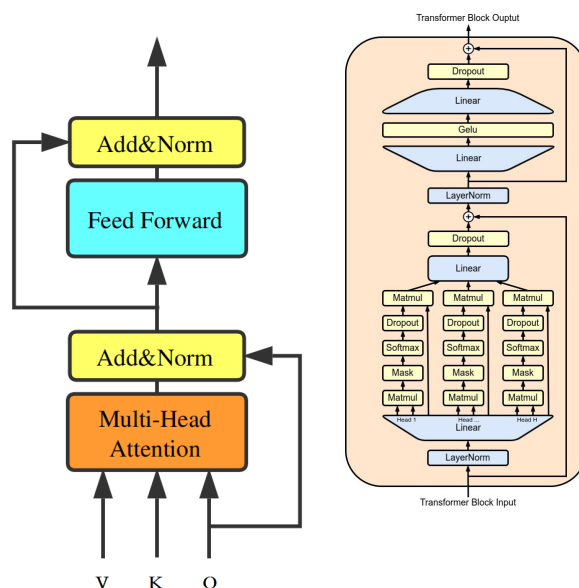 Add&Norm
Feed Forward
Add&Norm
Multi-Head
Attention
V K Q
Transformer Block Ouptut
+
Dropout
Linear
Gelu
Linear
LayerNorm
+
Dropout
Linear
Matmul Matmul Matmul
Dropout Dropout Dropout
Softmax Softmax Softmax
Mask Mask Mask
Matmul Matmul Matmul
Head 1 Head ... Head H
Linear
LayerNorm
Transformer Block Input